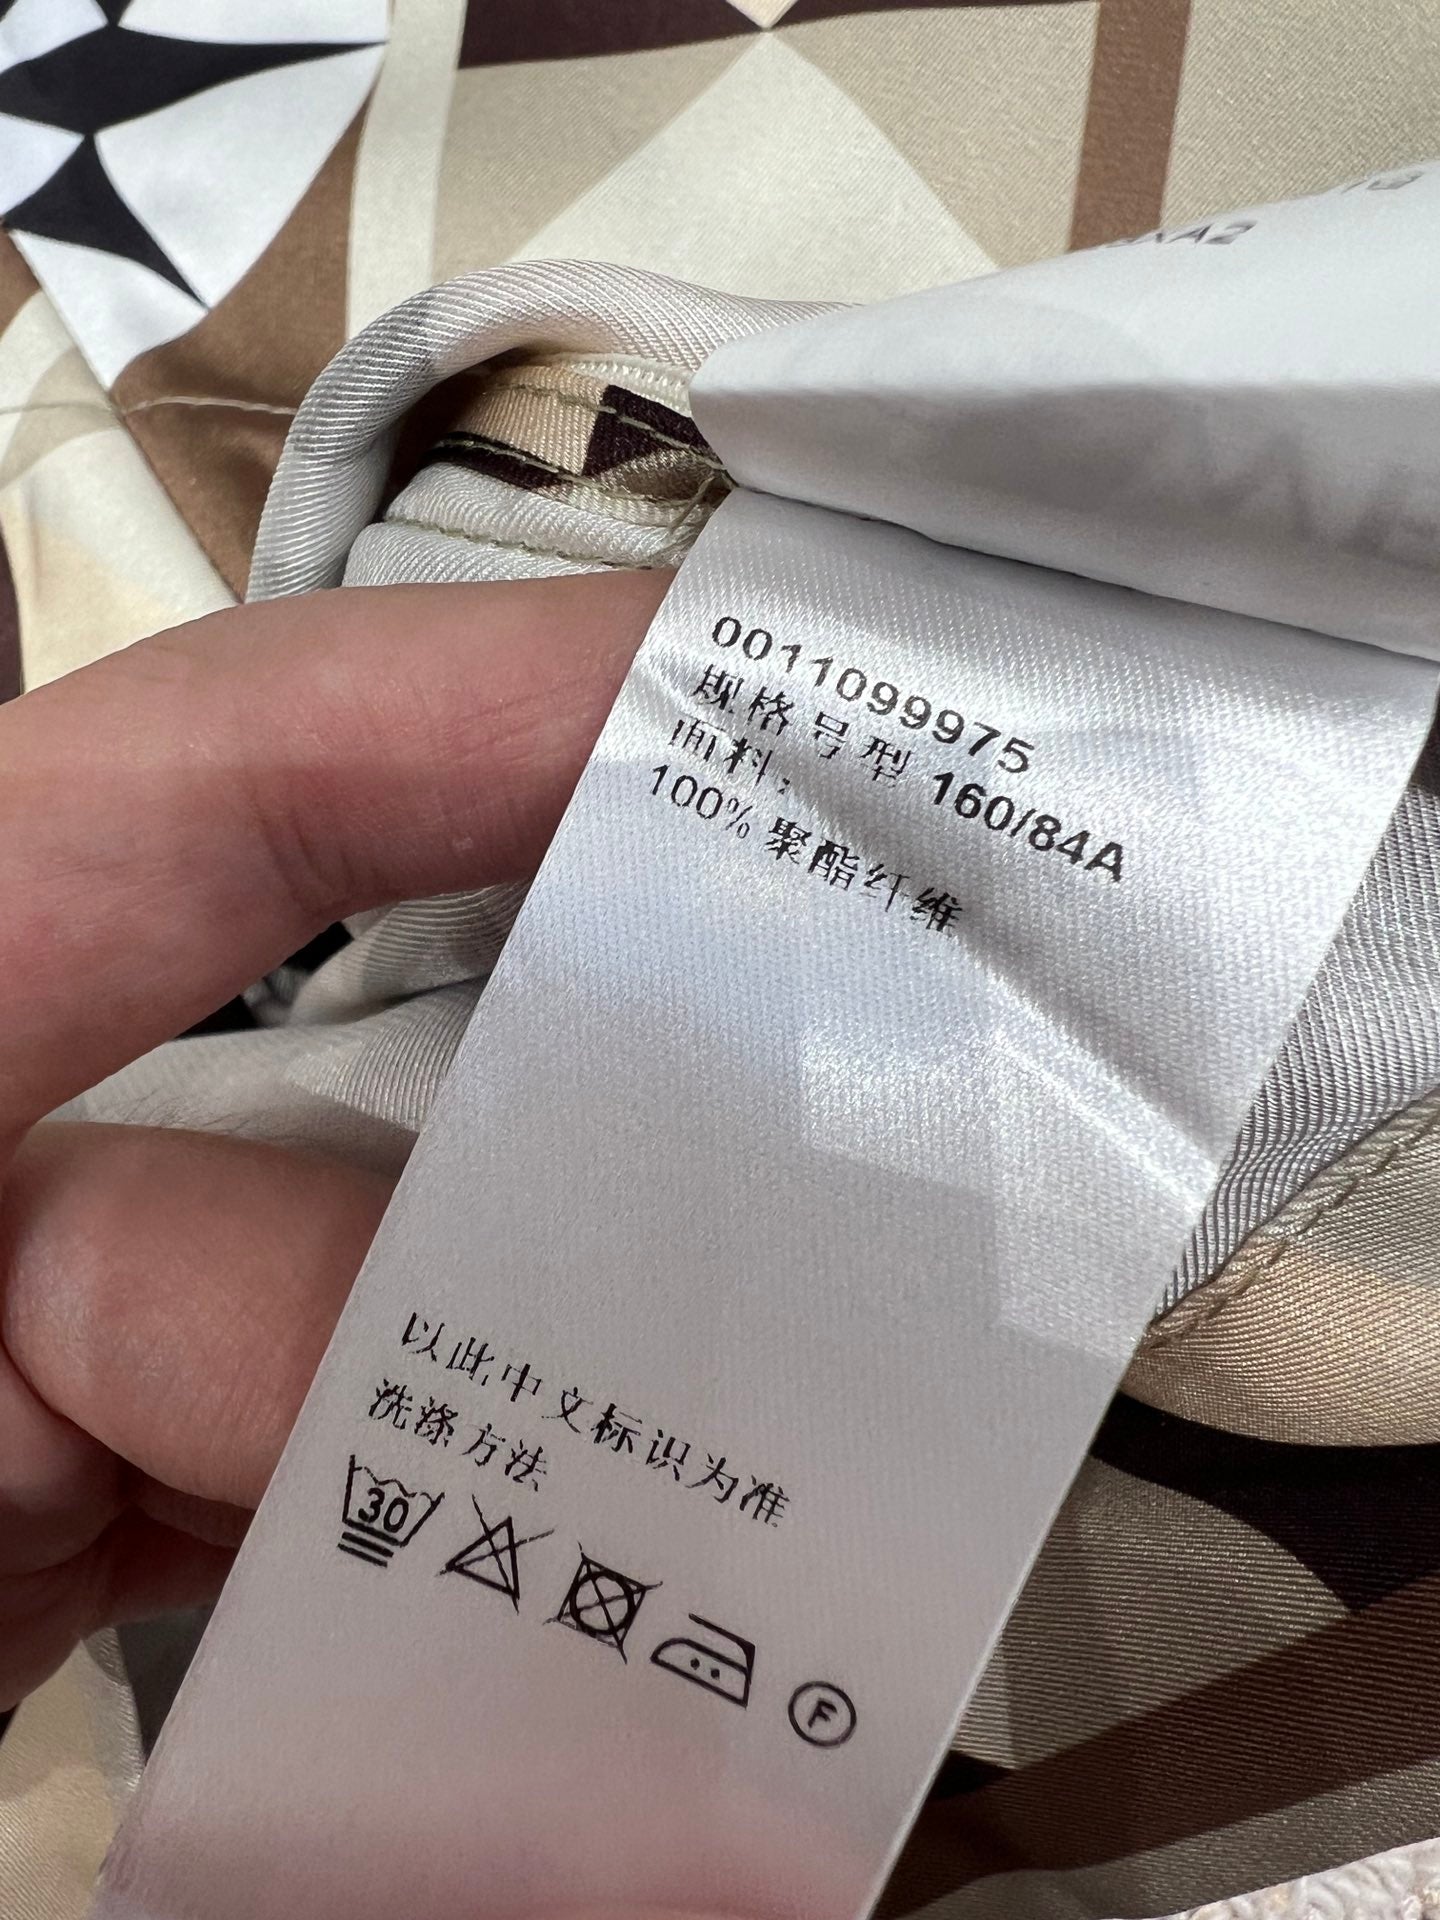 0011099975
规格号型 160/84A
面料:
100% 聚酯纤维
以此中文标识为准
洗涤方法
30
F